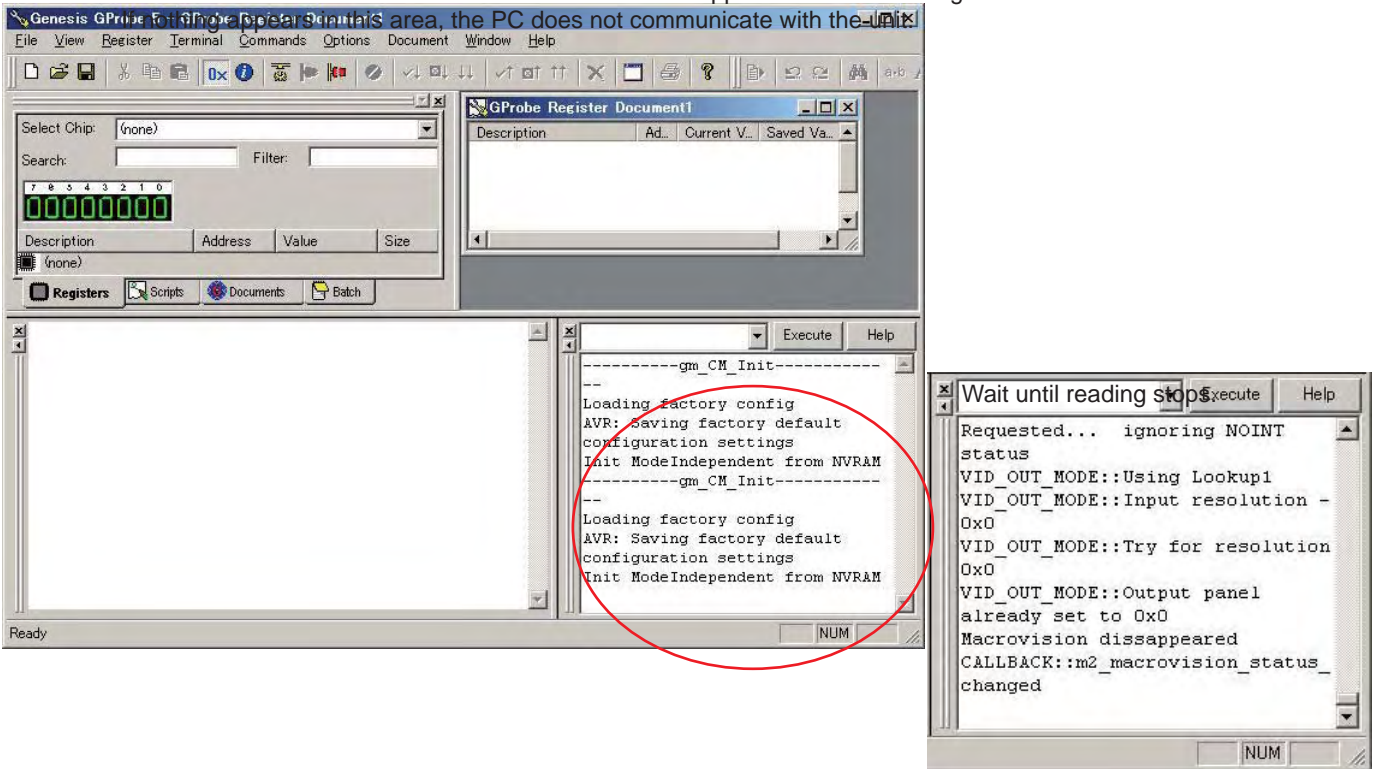 If nothing appears in this area, the PC does not communicate with the unit.
Genesis GProbe 5 - GProbe Register Document1
File View Register Terminal Commands Options Document Window Help
Select Chip: (none)
Search: Filter:
7 6 5 4 3 2 1 0
00000000
Description Address Value Size
(none)
Registers Scripts Documents Batch
GProbe Register Document1
Description Ad... Current V... Saved Va...
Execute Help
----------gm_CM_Init-----------
--
Loading factory config
AVR: Saving factory default
configuration settings
Init ModeIndependent from NVRAM
----------gm_CM_Init-----------
--
Loading factory config
AVR: Saving factory default
configuration settings
Init ModeIndependent from NVRAM
Ready NUM
Wait until reading stops.
Execute Help
Requested... ignoring NOINT
status
VID_OUT_MODE::Using Lookup1
VID_OUT_MODE::Input resolution -
0x0
VID_OUT_MODE::Try for resolution
0x0
VID_OUT_MODE::Output panel
already set to 0x0
Macrovision dissappeared
CALLBACK::m2_macrovision_status_
changed
NUM